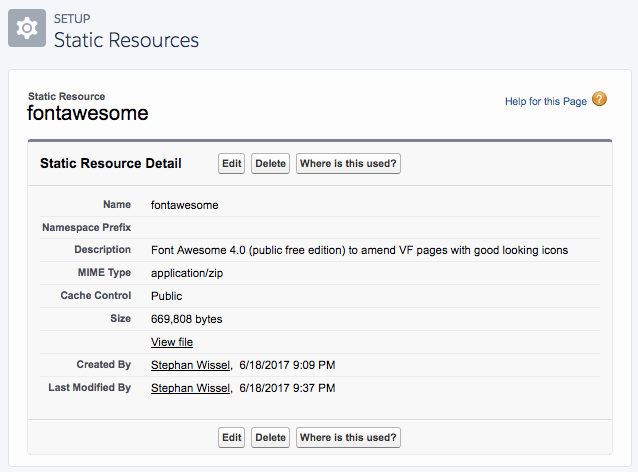 SETUP
Static Resources
Static Resource
fontawesome
Help for this Page ?
Static Resource Detail Edit Delete Where is this used?
Name fontawesome
Namespace Prefix
Description Font Awesome 4.0 (public free edition) to amend VF pages with good looking icons
MIME Type application/zip
Cache Control Public
Size 669,808 bytes
View file
Created By Stephan Wissel, 6/18/2017 9:09 PM
Last Modified By Stephan Wissel, 6/18/2017 9:37 PM
Edit Delete Where is this used?